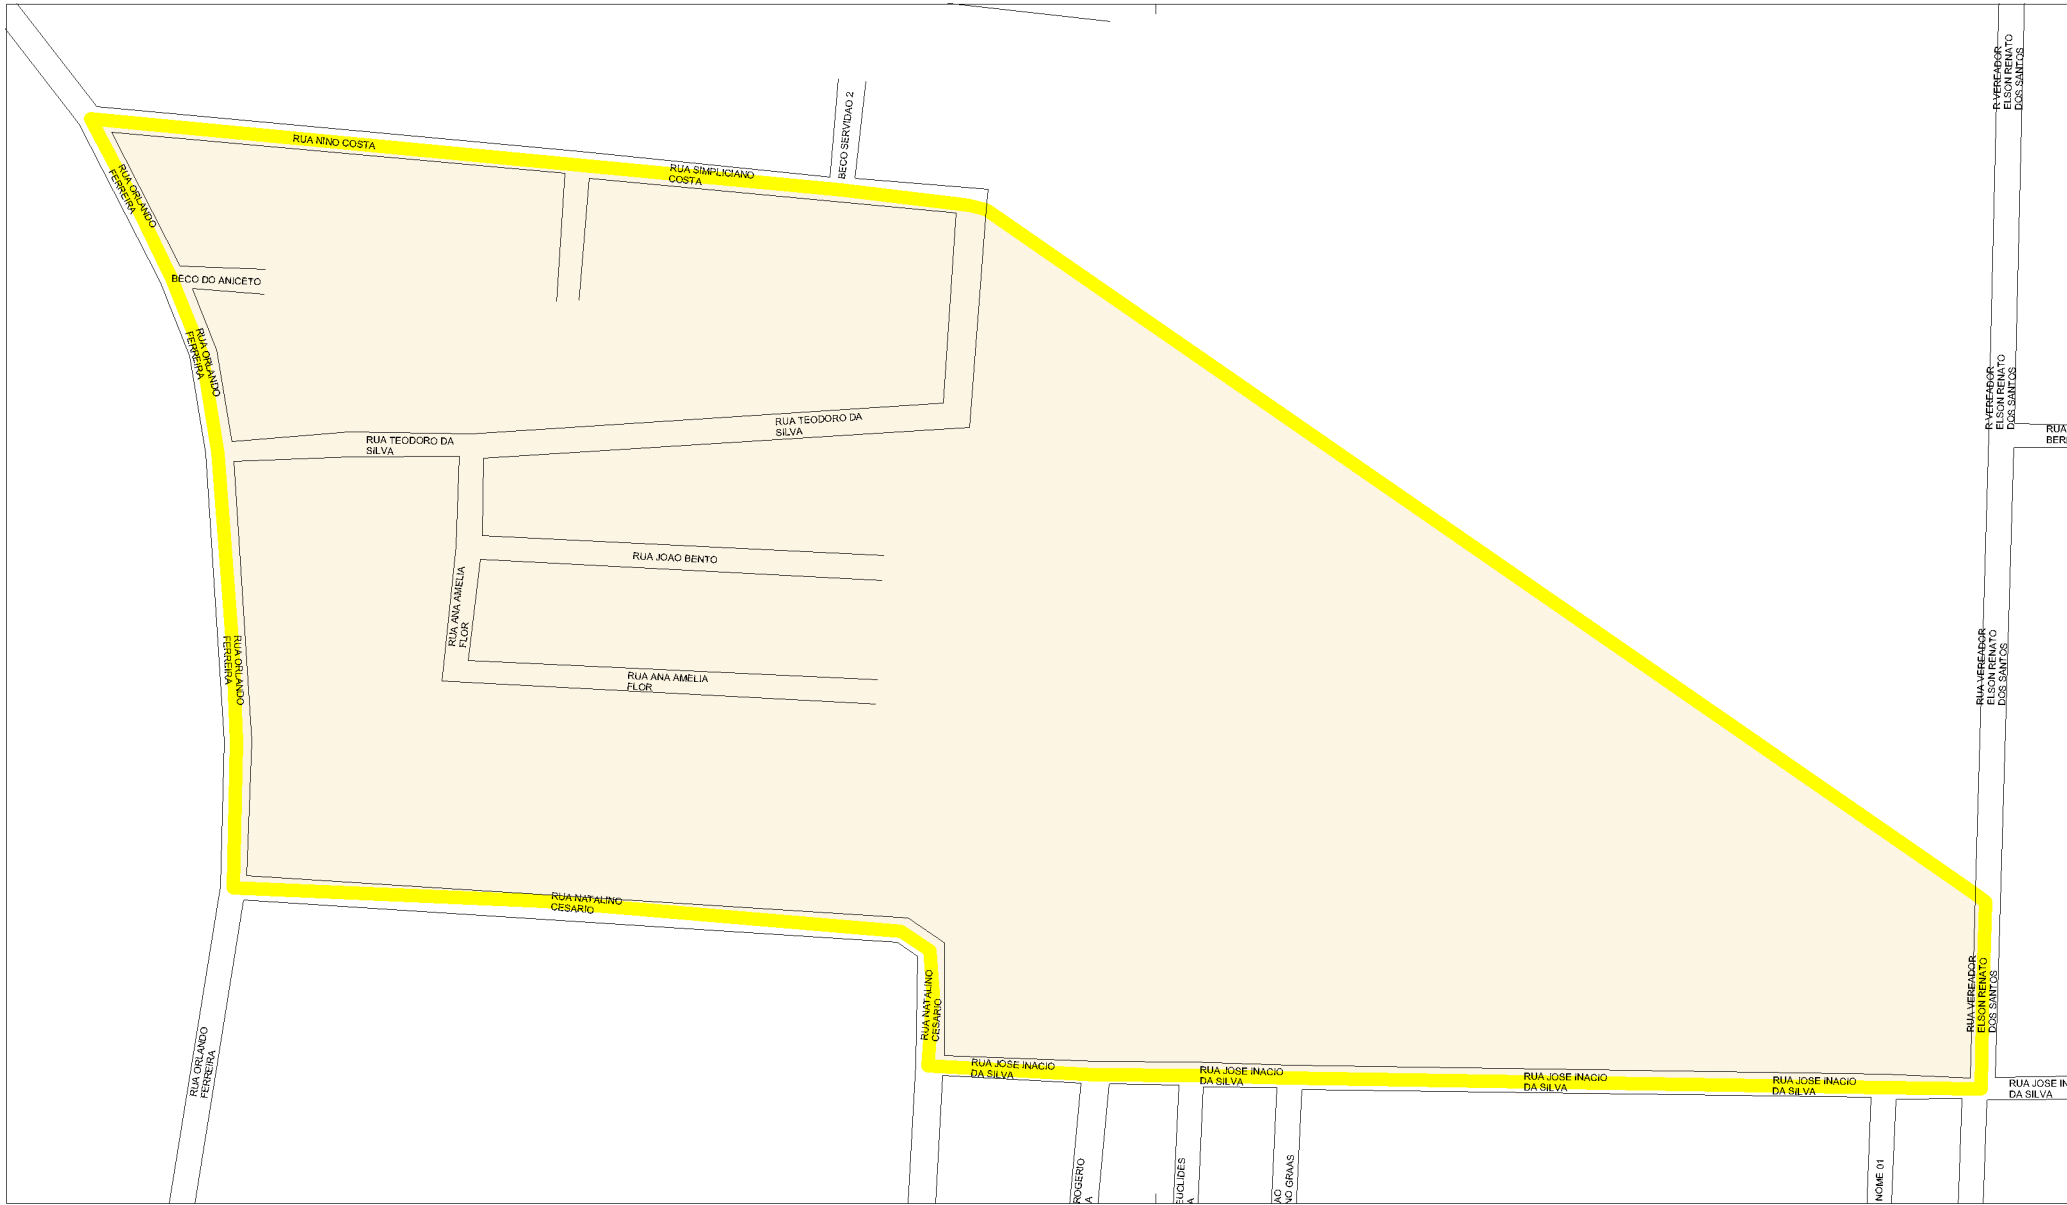 R VEREADOR
ELSON RENATO
DOS SANTOS
BECO SERVIDAO 2
RUA NINO COSTA
RUA SIMPLICIANO
COSTA
RUA ORLANDO
FERREIRA
BECO DO ANICETO
RUA ORLANDO
FERREIRA
R VEREADOR
ELSON RENATO
DOS SANTOS
RUA TEODORO DA
SILVA
RUA TEODORO DA
SILVA
RUA
BER
RUA JOAO BENTO
RUA ANA AMELIA
FLOR
RUA ANA AMELIA
FLOR
RUA ORLANDO
FERREIRA
RUA VEREADOR
ELSON RENATO
DOS SANTOS
RUA NATALINO
CESARIO
RUA NATALINO
CESARIO
RUA VEREADOR
ELSON RENATO
DOS SANTOS
RUA ORLANDO
FERREIRA
RUA JOSE INACIO
DA SILVA
RUA JOSE INACIO
DA SILVA
RUA JOSE INACIO
DA SILVA
RUA JOSE INACIO
DA SILVA
RUA JOSE IN
DA SILVA
ROGERIO
A
EUCLIDES
A
AO
NO GRAAS
NOME 01